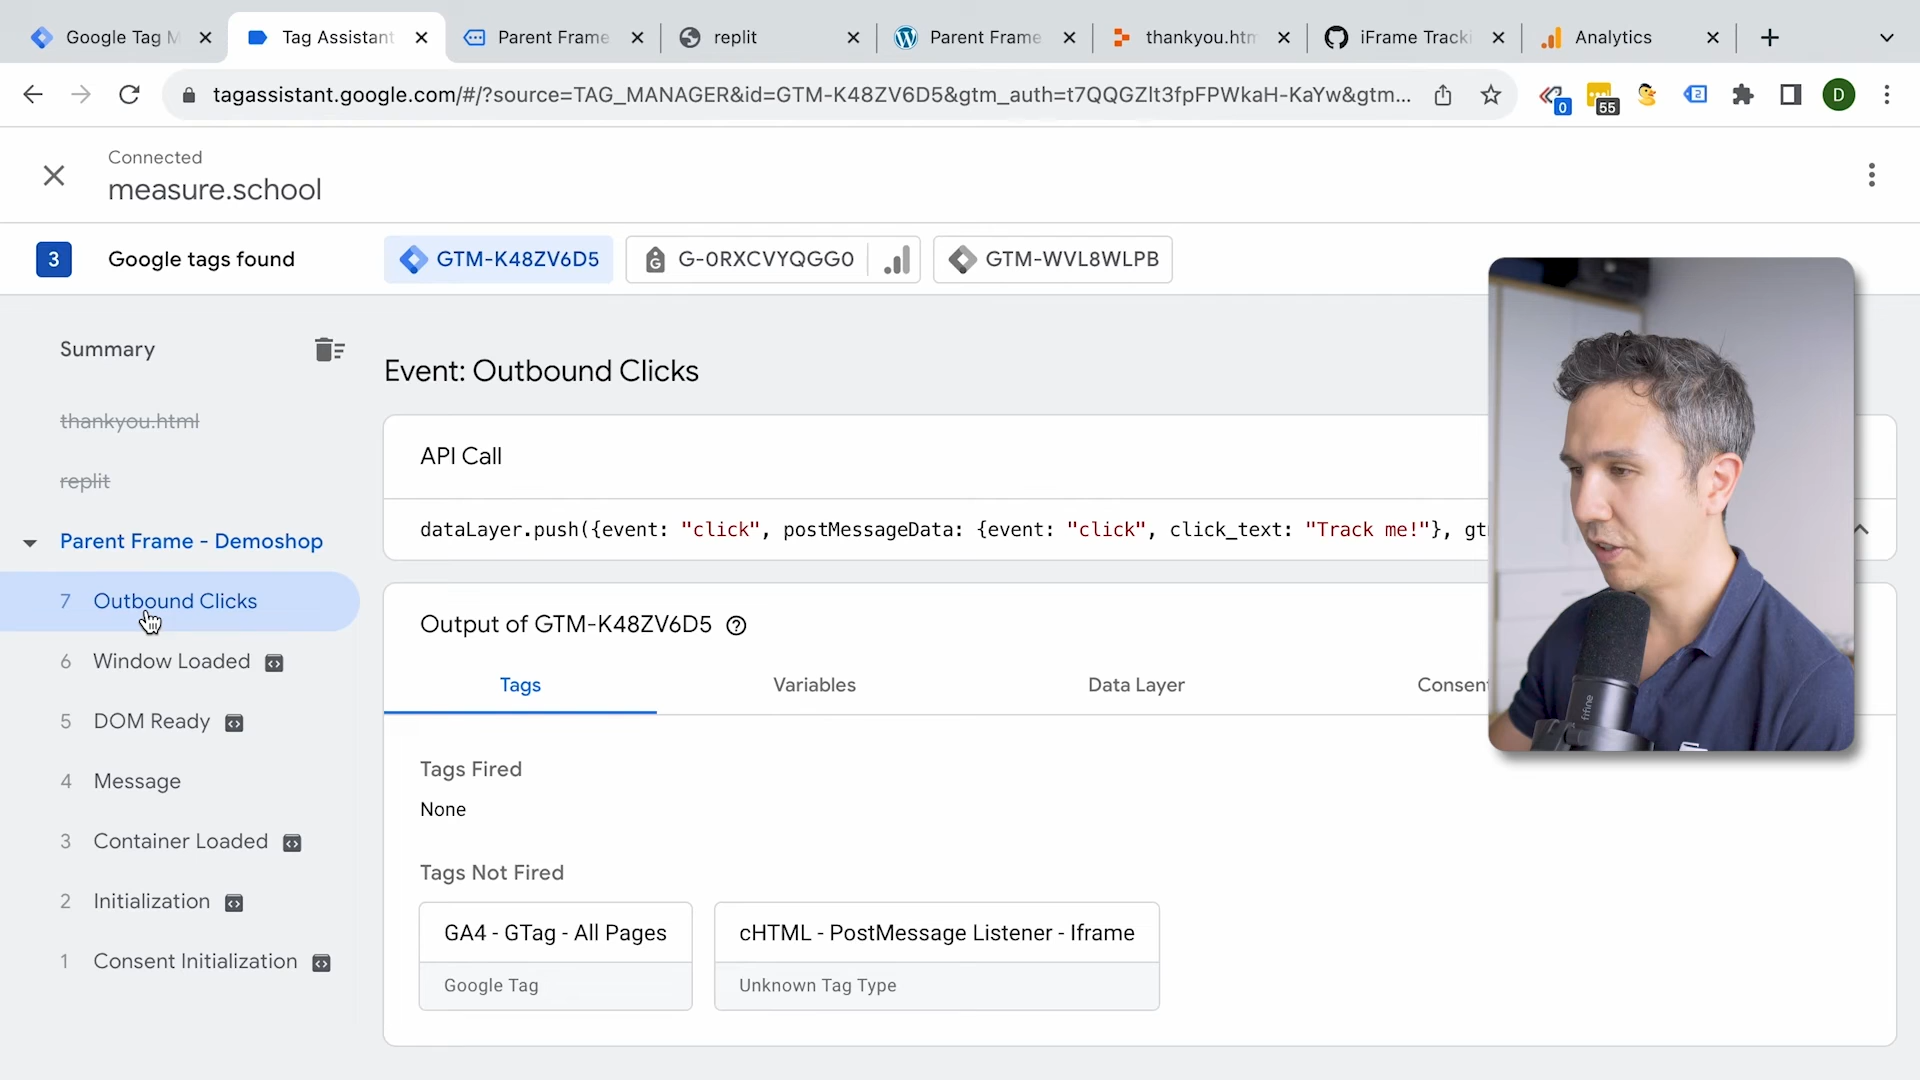 Google Tag M
Tag Assistant
Parent Frame
replit
Parent Frame
thankyou.htm
iFrame Tracki
Analytics
tagassistant.google.com/#/?source=TAG_MANAGER&id=GTM-K48ZV6D5&gtm_auth=t7QQGZlt3fpFPWkaH-KaYw&gtm...
0
55
2
D
Connected
measure.school
3
Google tags found
GTM-K48ZV6D5
G-0RXCVYQGG0
GTM-WVL8WLPB
Summary
thankyou.html
replit
Parent Frame - Demoshop
7 Outbound Clicks
6 Window Loaded
5 DOM Ready
4 Message
3 Container Loaded
2 Initialization
1 Consent Initialization
Event: Outbound Clicks
API Call
dataLayer.push({event: "click", postMessageData: {event: "click", click_text: "Track me!"}, gt
Output of GTM-K48ZV6D5
Tags
Variables
Data Layer
Consent
Tags Fired
None
Tags Not Fired
GA4 - GTag - All Pages
Google Tag
cHTML - PostMessage Listener - Iframe
Unknown Tag Type
fifine